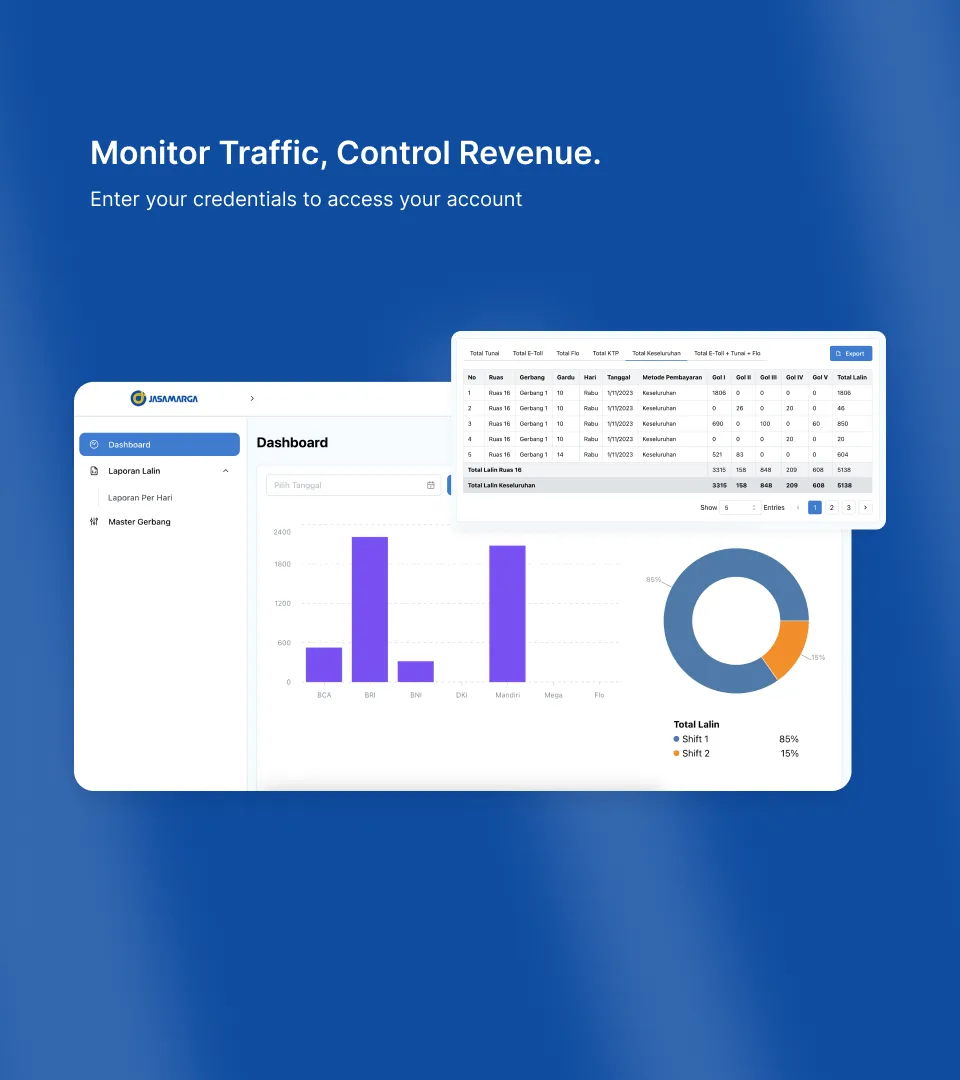 Monitor Traffic, Control Revenue.
Enter your credentials to access your account
Total Tunai Total E-Toll Total Flo Total KTP Total Keseluruhan Total E-Toll + Tunai + Flo Export
No Ruas Gerbang Gardu Hari Tanggal Metode Pembayaran Gol I Gol II Gol III Gol IV Gol V Total Lalin
1 Ruas 16 Gerbang 1 10 Rabu 1/11/2023 Keseluruhan 1806 0 0 0 0 1806
2 Ruas 16 Gerbang 1 10 Rabu 1/11/2023 Keseluruhan 0 26 0 20 0 46
3 Ruas 16 Gerbang 1 10 Rabu 1/11/2023 Keseluruhan 690 0 100 0 60 850
4 Ruas 16 Gerbang 1 10 Rabu 1/11/2023 Keseluruhan 0 0 0 20 0 20
5 Ruas 16 Gerbang 1 14 Rabu 1/11/2023 Keseluruhan 521 83 0 0 0 604
Total Lalin Ruas 16 3315 158 848 209 608 5138
Total Lalin Keseluruhan 3315 158 848 209 608 5138
Show 5 Entries 1 2 3
JASAMARGA
Dashboard
Laporan Lalin
Laporan Per Hari
Master Gerbang
Dashboard
Pilih Tanggal
2400
1800
1200
600
0
BCA BRI BNI DKI Mandiri Mega Flo
85%
15%
Total Lalin
Shift 1 85%
Shift 2 15%